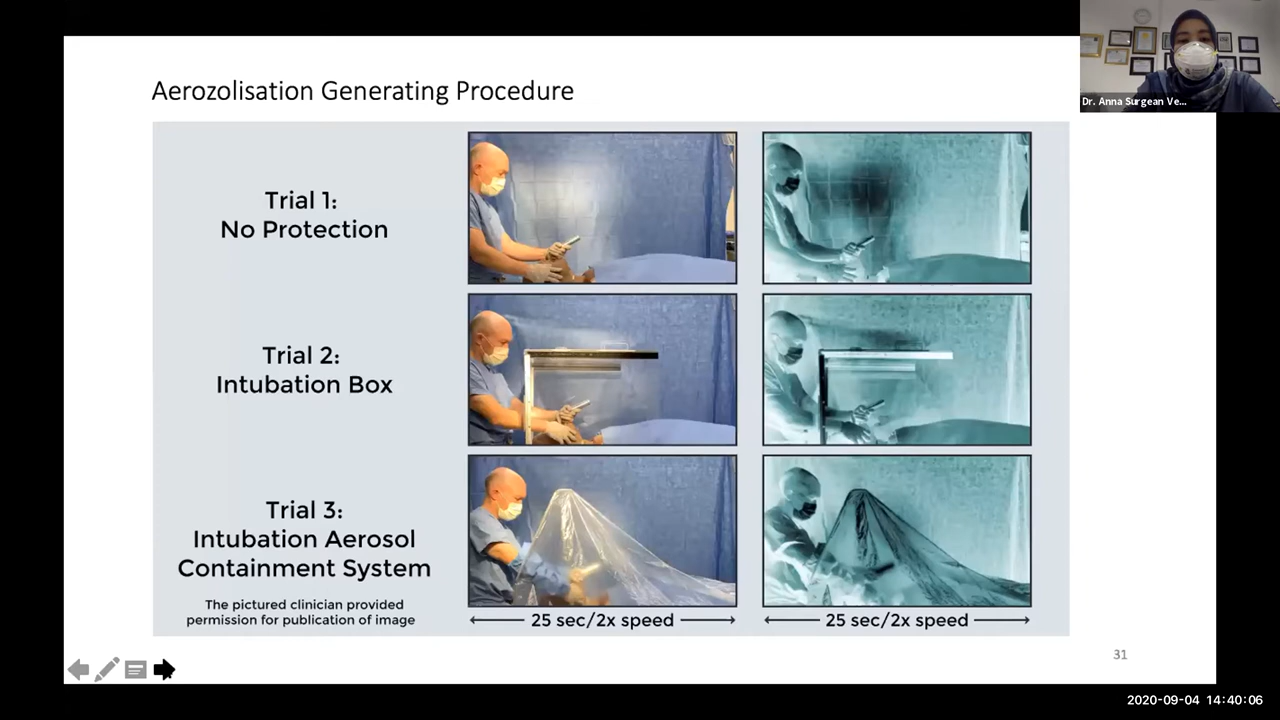 Dr. Anna Surgean Ve...
Aerozolisation Generating Procedure
Trial 1:
No Protection
Trial 2:
Intubation Box
Trial 3:
Intubation Aerosol
Containment System
The pictured clinician provided
permission for publication of image
25 sec/2x speed
25 sec/2x speed
31
2020-09-04 14:40:06